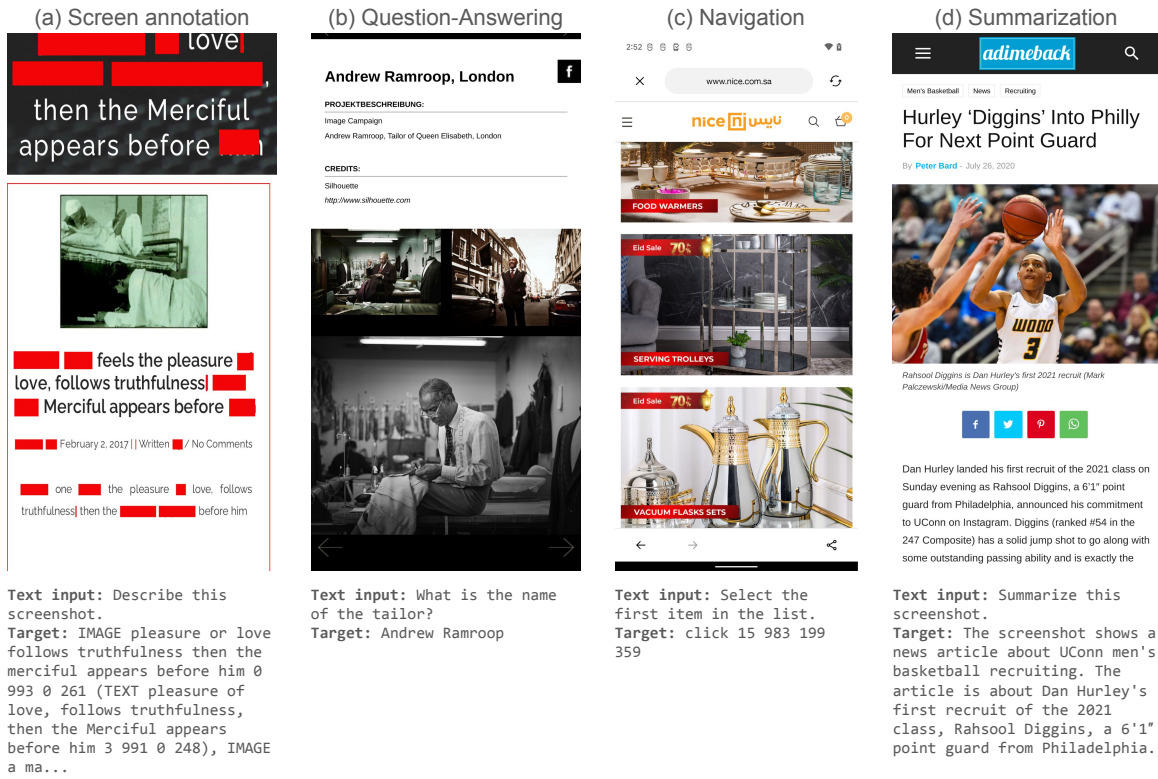 (a) Screen annotation
love
,
then the Merciful
appears before
feels the pleasure
love, follows truthfulness
Merciful appears before
February 2, 2017 | | Written / No Comments
one the pleasure love, follows
truthfulness then the before him
Text input: Describe this
screenshot.
Target: IMAGE pleasure or love
follows truthfulness then the
merciful appears before him 0
993 0 261 (TEXT pleasure of
love, follows truthfulness,
then the Merciful appears
before him 3 991 0 248), IMAGE
a ma...
(b) Question-Answering
Andrew Ramroop, London
f
PROJEKTBESCHREIBUNG:
Image Campaign
Andrew Ramroop, Tailor of Queen Elisabeth, London
CREDITS:
Silhouette
http://www.silhouette.com
Text input: What is the name
of the tailor?
Target: Andrew Ramroop
(c) Navigation
2:52
www.nice.com.sa
nice نايس
0
FOOD WARMERS
Eid Sale 70%
SERVING TROLLEYS
Eid Sale 70%
VACUUM FLASKS SETS
Text input: Select the
first item in the list.
Target: click 15 983 199
359
(d) Summarization
adimeback
Men's Basketball News Recruiting
Hurley ‘Diggins’ Into Philly
For Next Point Guard
By Peter Bard - July 26, 2020
WOOD
3
Rahsool Diggins is Dan Hurley's first 2021 recruit (Mark
Palczewski/Media News Group)
Dan Hurley landed his first recruit of the 2021 class on
Sunday evening as Rahsool Diggins, a 6'1″ point
guard from Philadelphia, announced his commitment
to UConn on Instagram. Diggins (ranked #54 in the
247 Composite) has a solid jump shot to go along with
some outstanding passing ability and is exactly the
Text input: Summarize this
screenshot.
Target: The screenshot shows a
news article about UConn men's
basketball recruiting. The
article is about Dan Hurley's
first recruit of the 2021
class, Rahsool Diggins, a 6'1″
point guard from Philadelphia.